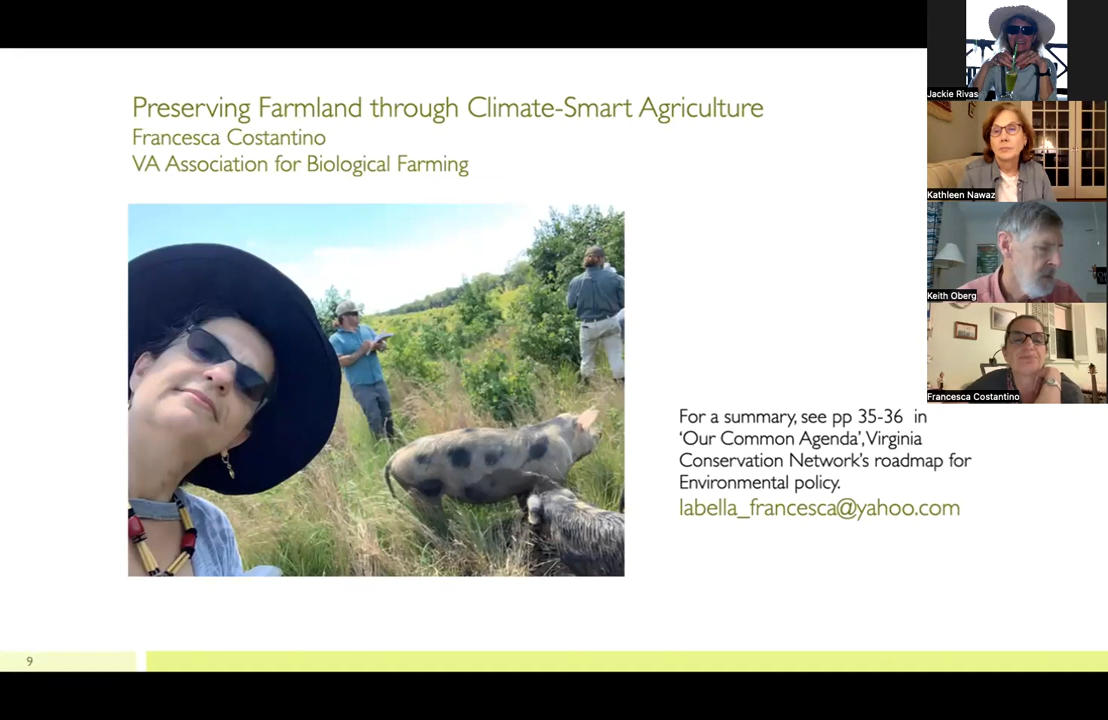 Preserving Farmland through Climate-Smart Agriculture
Francesca Costantino
VA Association for Biological Farming
For a summary, see pp 35-36 in
‘Our Common Agenda’, Virginia
Conservation Network’s roadmap for
Environmental policy.
labella_francesca@yahoo.com
9
Jackie Rivas
Kathleen Nawaz
Keith Oberg
Francesca Costantino